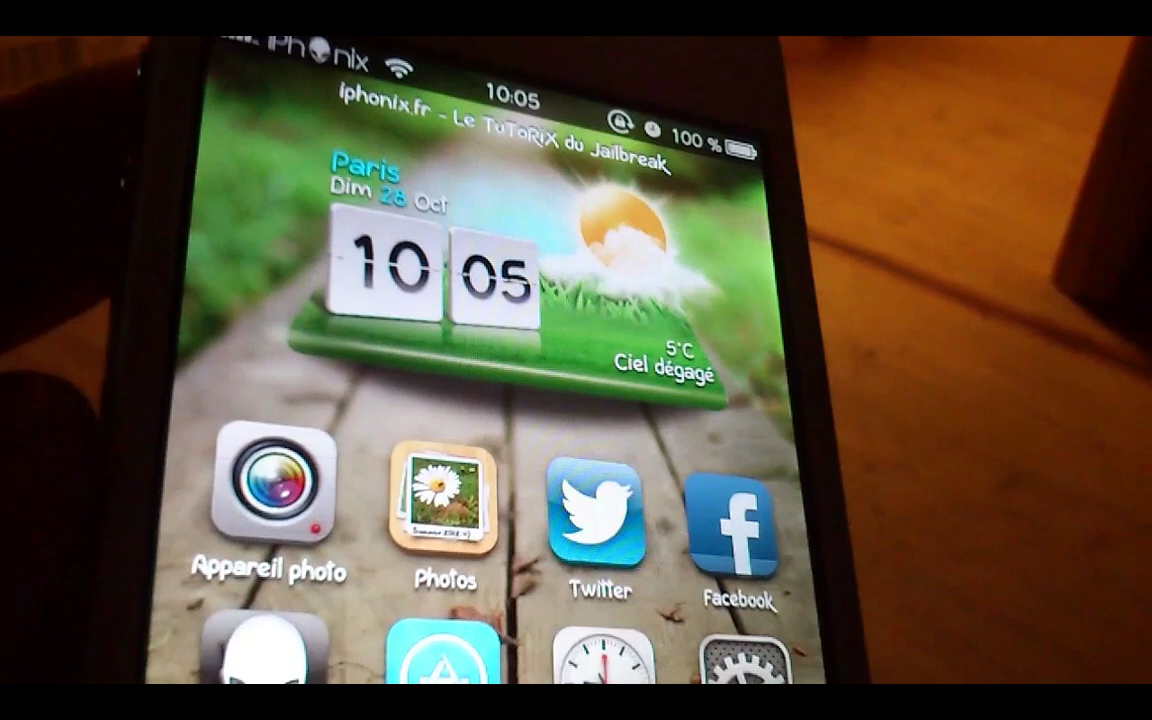 iPhonix 10:05 100 %
iphonix.fr - Le TuToRiX du Jailbreak
Paris
Dim 28 Oct
10 05
5°C
Ciel dégagé
Appareil photo Photos Twitter Facebook